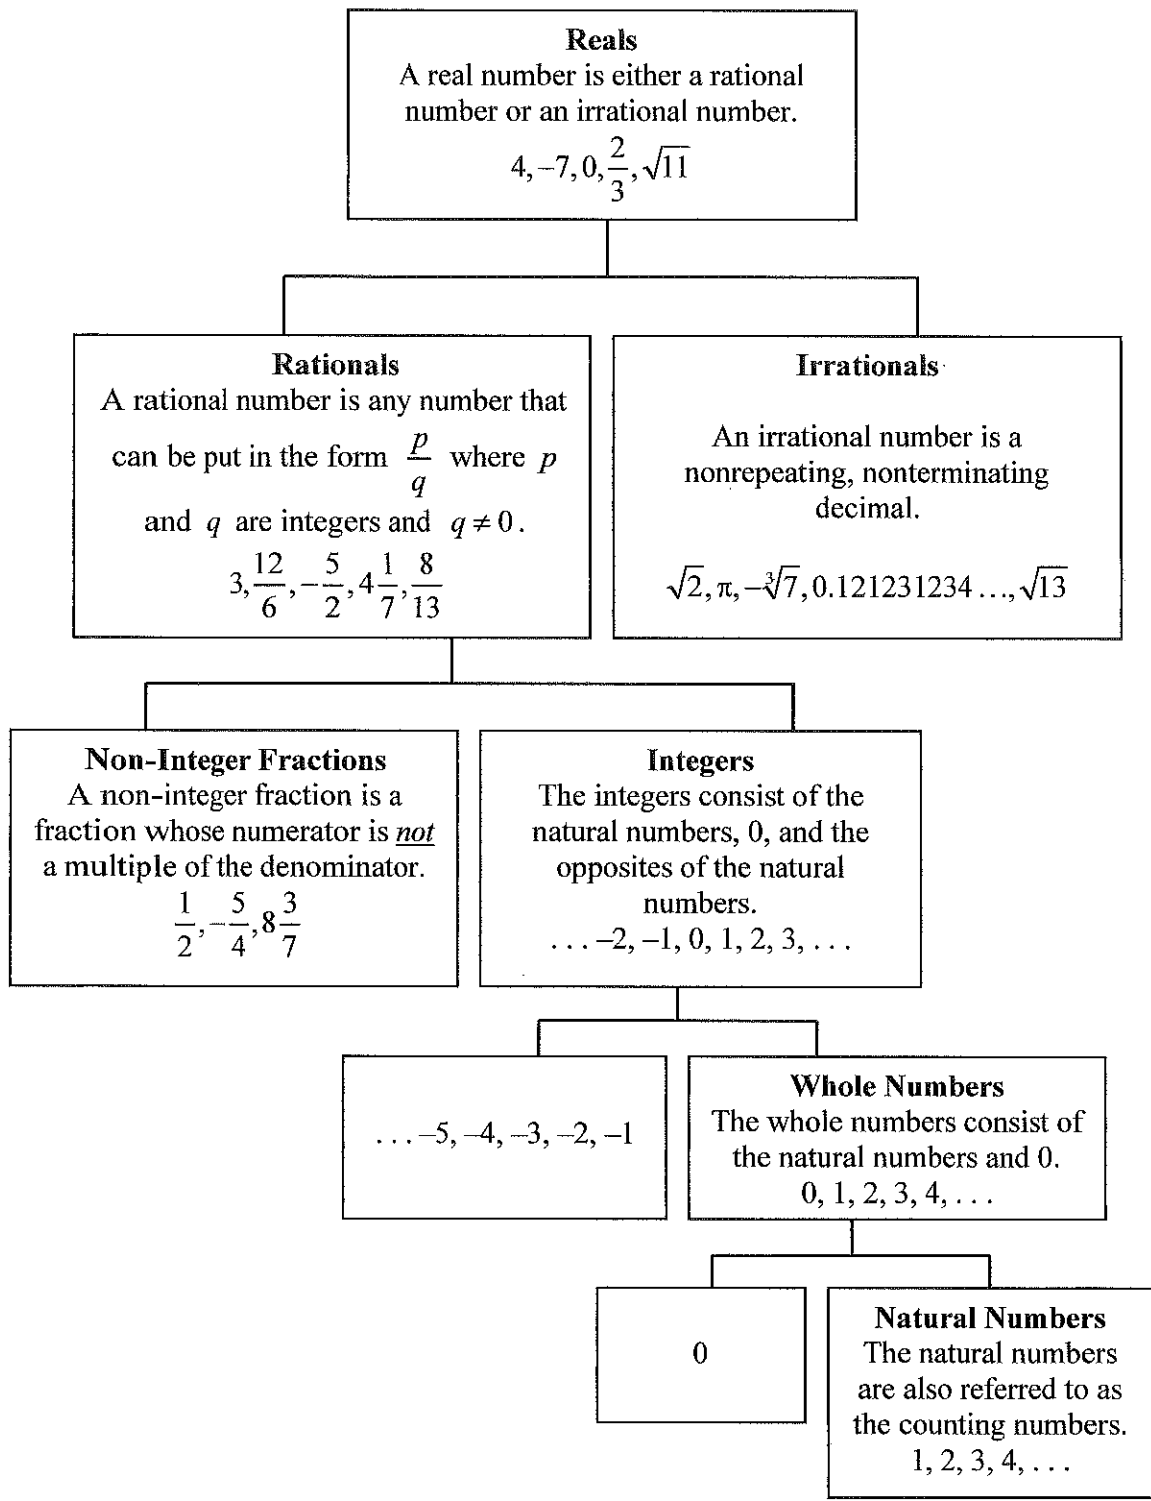 Reals
A real number is either a rational
number or an irrational number.
4, –7, 0, 2/3, √11
Rationals
A rational number is any number that
can be put in the form p/q where p
and q are integers and q ≠ 0.
3, 12/6, –5/2, 4 1/7, 8/13
Irrationals
An irrational number is a
nonrepeating, nonterminating
decimal.
√2, π, –∛7, 0.121231234…, √13
Non-Integer Fractions
A non-integer fraction is a
fraction whose numerator is not
a multiple of the denominator.
1/2, –5/4, 8 3/7
Integers
The integers consist of the
natural numbers, 0, and the
opposites of the natural
numbers.
. . . –2, –1, 0, 1, 2, 3, . . .
. . . –5, –4, –3, –2, –1
Whole Numbers
The whole numbers consist of
the natural numbers and 0.
0, 1, 2, 3, 4, . . .
0
Natural Numbers
The natural numbers
are also referred to as
the counting numbers.
1, 2, 3, 4, . . .